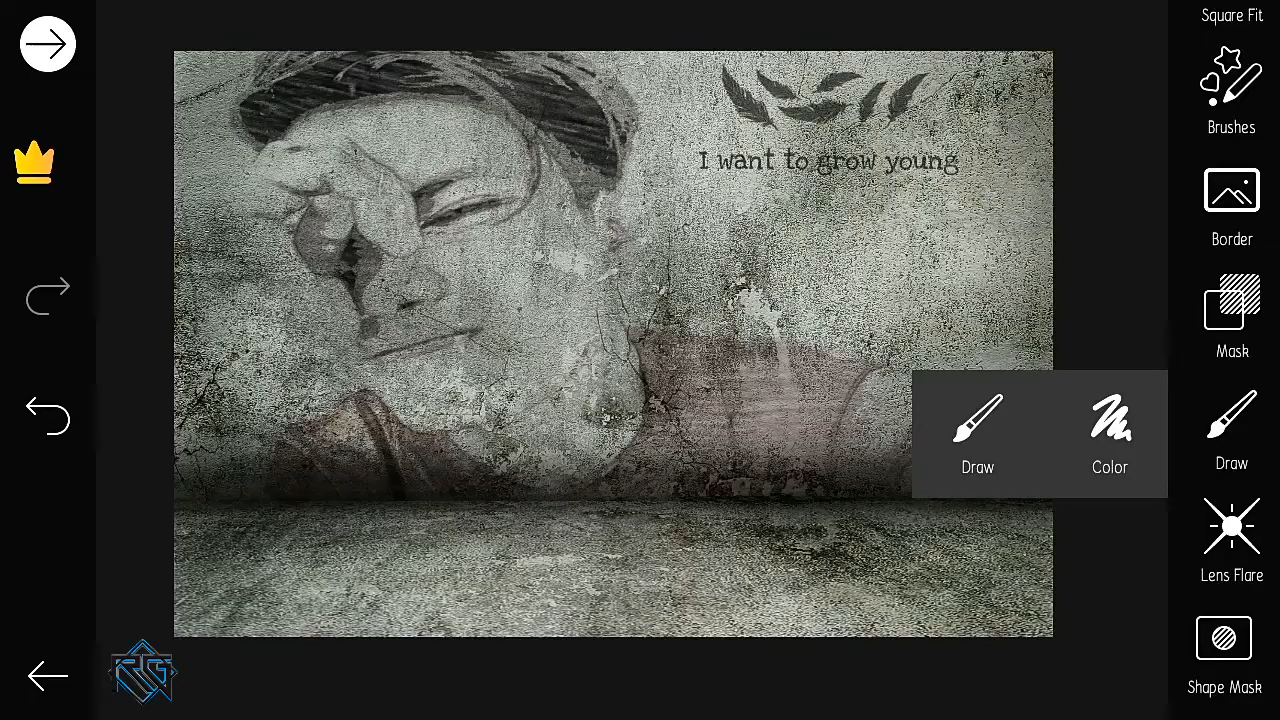 Square Fit
Brushes
Border
Mask
Draw
Color
Draw
Lens Flare
Shape Mask
I want to grow young